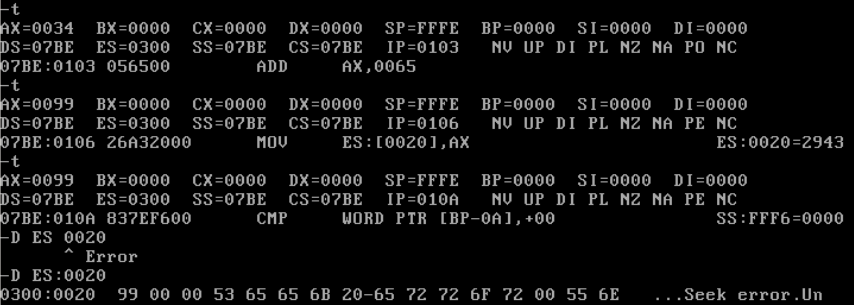 -t
AX=0034  BX=0000  CX=0000  DX=0000  SP=FFFE  BP=0000  SI=0000  DI=0000
DS=07BE  ES=0300  SS=07BE  CS=07BE  IP=0103   NV UP DI PL NZ NA PO NC
07BE:0103 056500        ADD     AX,0065
-t
AX=0099  BX=0000  CX=0000  DX=0000  SP=FFFE  BP=0000  SI=0000  DI=0000
DS=07BE  ES=0300  SS=07BE  CS=07BE  IP=0106   NV UP DI PL NZ NA PE NC
07BE:0106 26A32000      MOV     ES:[0020],AX                       ES:0020=2943
-t
AX=0099  BX=0000  CX=0000  DX=0000  SP=FFFE  BP=0000  SI=0000  DI=0000
DS=07BE  ES=0300  SS=07BE  CS=07BE  IP=010A   NV UP DI PL NZ NA PE NC
07BE:010A 837EF600      CMP     WORD PTR [BP-0A],+00               SS:FFF6=0000
-D ES 0020
      ^ Error
-D ES:0020
0300:0020  99 00 00 53 65 65 6B 20-65 72 72 6F 72 00 55 6E   ...Seek error.Un